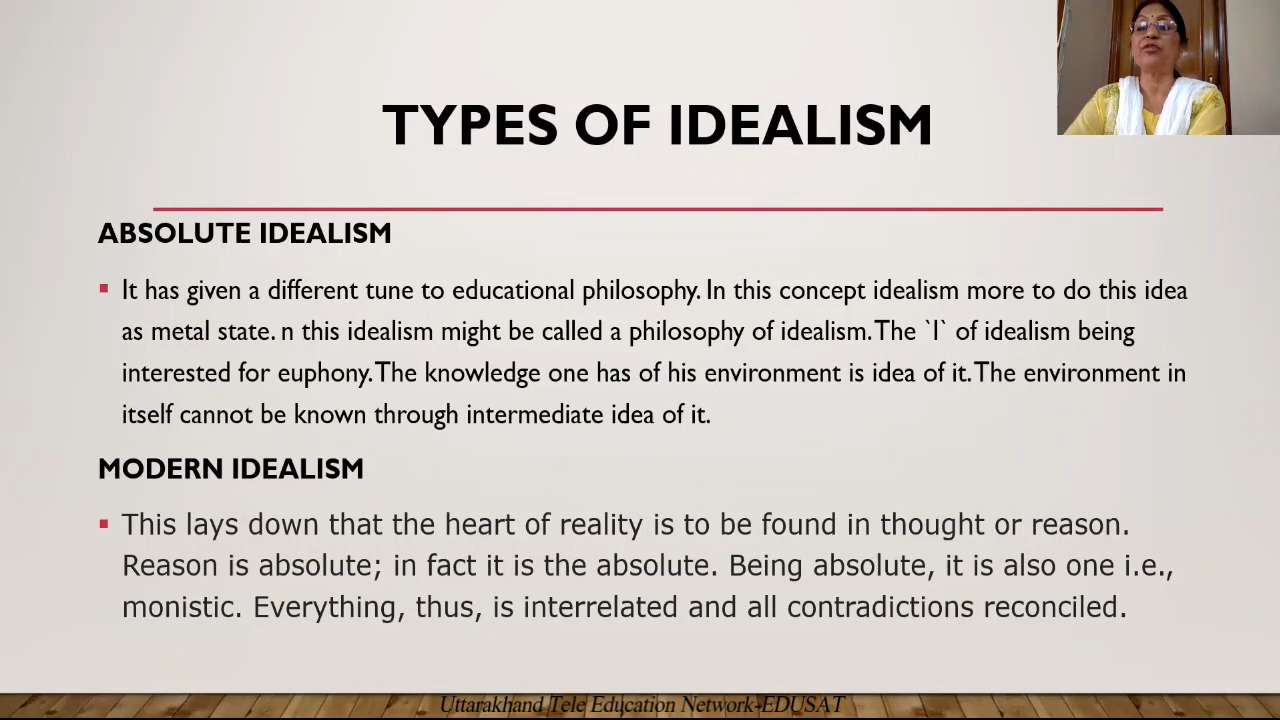 TYPES OF IDEALISM
ABSOLUTE IDEALISM
It has given a different tune to educational philosophy. In this concept idealism more to do this idea
as metal state. n this idealism might be called a philosophy of idealism. The `I` of idealism being
interested for euphony. The knowledge one has of his environment is idea of it. The environment in
itself cannot be known through intermediate idea of it.
MODERN IDEALISM
This lays down that the heart of reality is to be found in thought or reason.
Reason is absolute; in fact it is the absolute. Being absolute, it is also one i.e.,
monistic. Everything, thus, is interrelated and all contradictions reconciled.
Uttarakhand Tele Education Network-EDUSAT